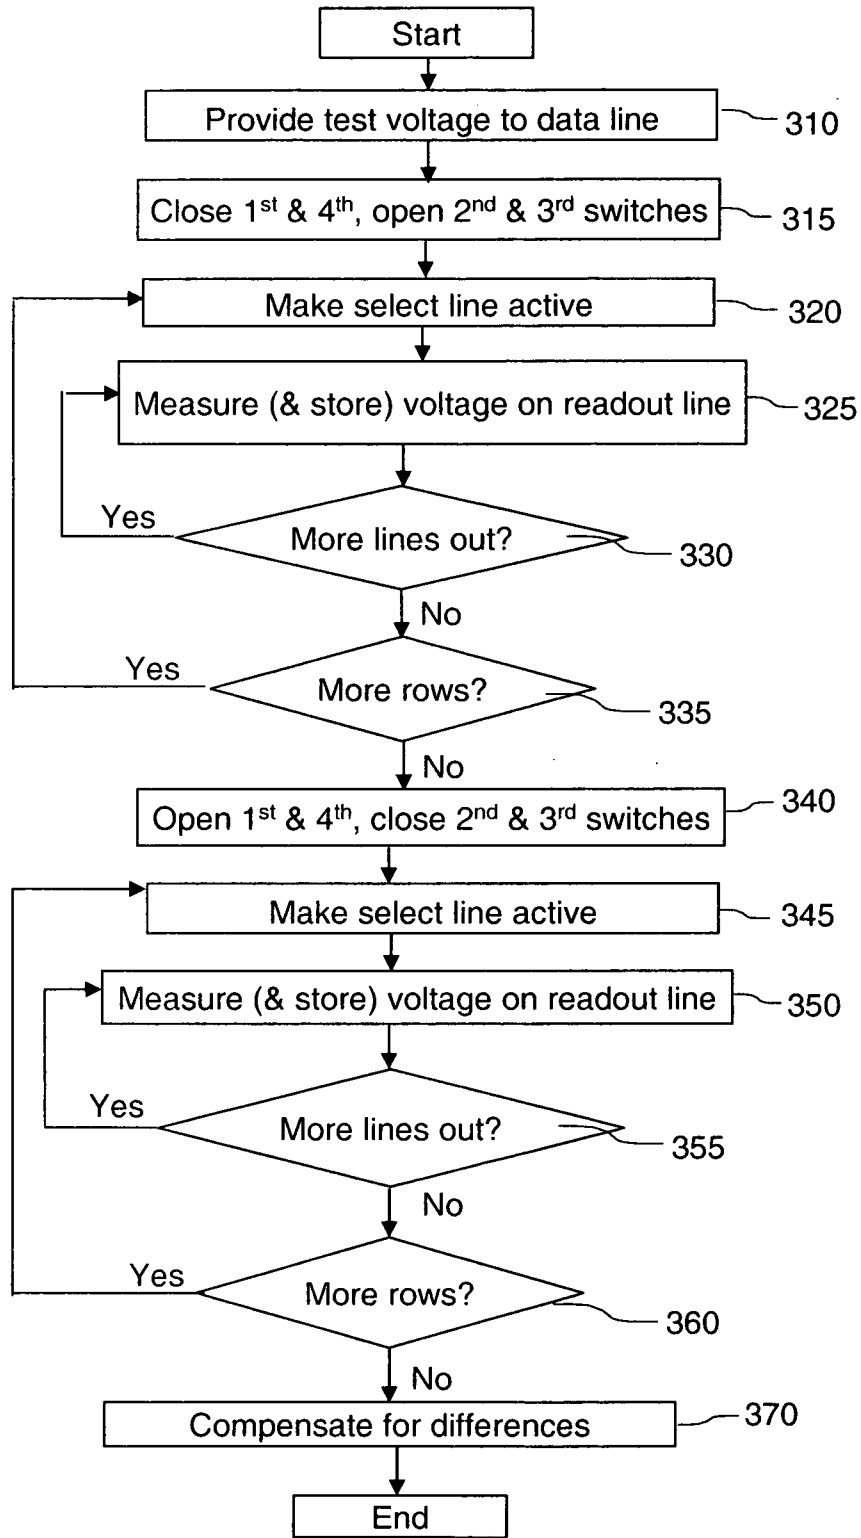 Start
Provide test voltage to data line
310
Close 1st & 4th, open 2nd & 3rd switches
315
Make select line active
320
Measure (& store) voltage on readout line
325
More lines out?
330
Yes
No
More rows?
335
Yes
No
Open 1st & 4th, close 2nd & 3rd switches
340
Make select line active
345
Measure (& store) voltage on readout line
350
More lines out?
355
Yes
No
More rows?
360
Yes
No
Compensate for differences
370
End